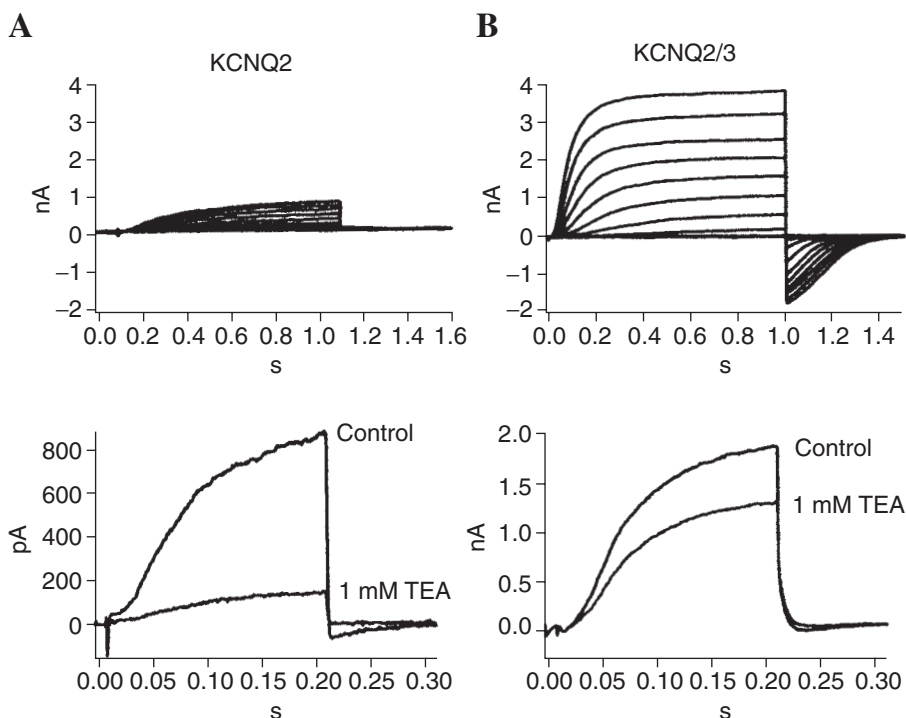 A
B
KCNQ2
KCNQ2/3
4
3
2
1
0
−1
−2
nA
0.0 0.2 0.4 0.6 0.8 1.0 1.2 1.4 1.6
s
4
3
2
1
0
−1
−2
nA
0.0 0.2 0.4 0.6 0.8 1.0 1.2 1.4
s
800
600
400
200
0
pA
Control
1 mM TEA
0.00 0.05 0.10 0.15 0.20 0.25 0.30
s
2.0
1.5
1.0
0.5
0.0
nA
Control
1 mM TEA
0.00 0.05 0.10 0.15 0.20 0.25 0.30
s